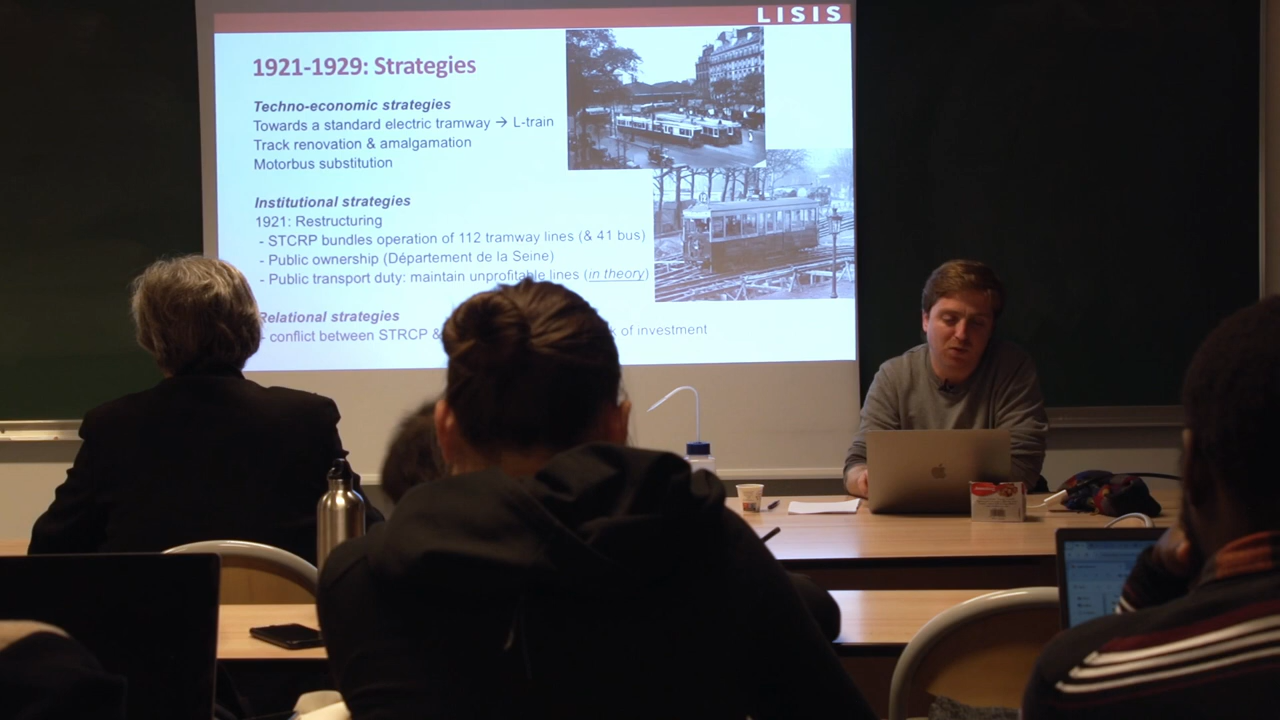 LISIS
1921-1929: Strategies
Techno-economic strategies
Towards a standard electric tramway → L-train
Track renovation & amalgamation
Motorbus substitution
Institutional strategies
1921: Restructuring
- STCRP bundles operation of 112 tramway lines (& 41 bus)
- Public ownership (Département de la Seine)
- Public transport duty: maintain unprofitable lines (in theory)
Relational strategies
- conflict between STRCP & of investment